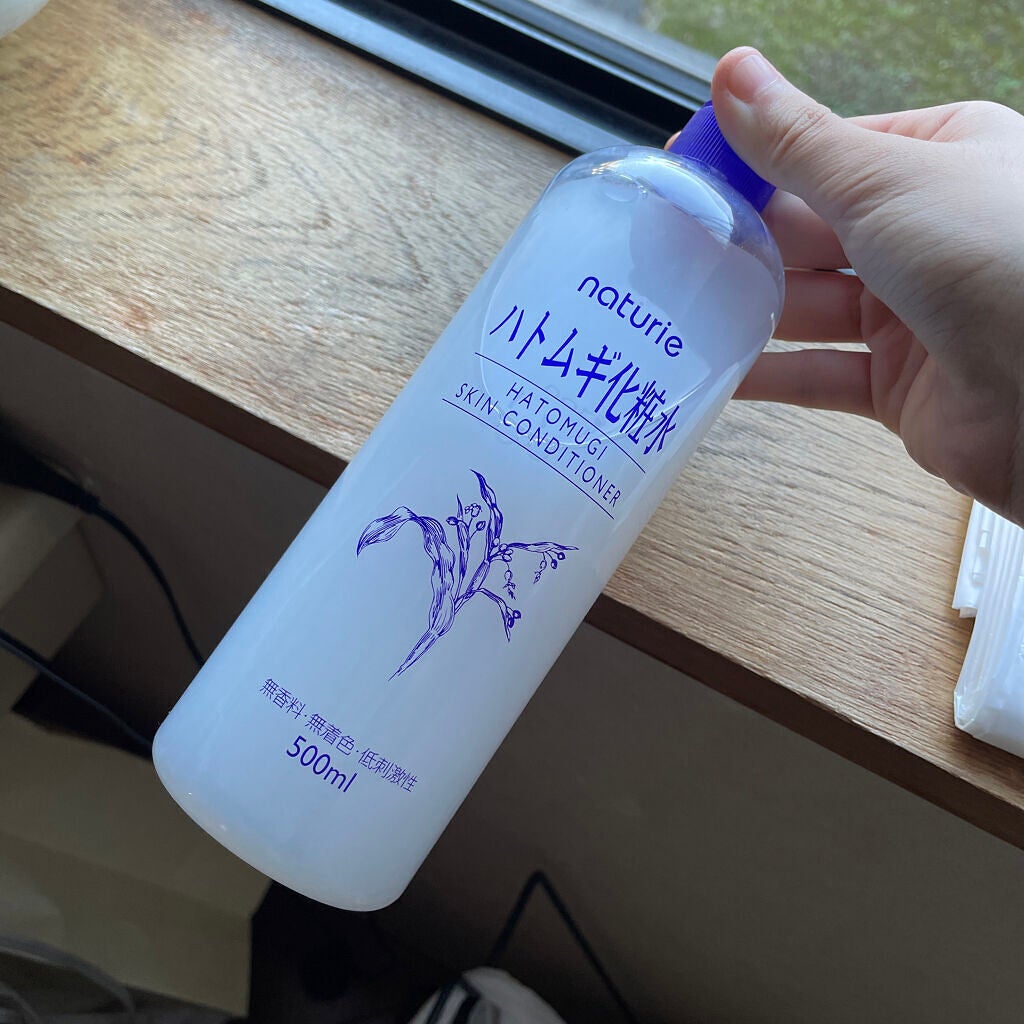 naturie
ハトムギ化粧水
HATOMUGI
SKIN CONDITIONER
無香料・無着色・低刺激性
500ml